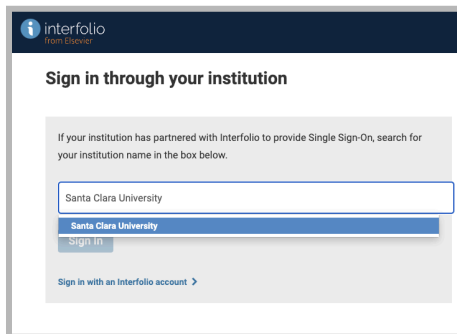 interfolio
from Elsevier
Sign in through your institution
If your institution has partnered with Interfolio to provide Single Sign-On, search for
your institution name in the box below.
Santa Clara University
Santa Clara University
Sign In
Sign in with an Interfolio account >